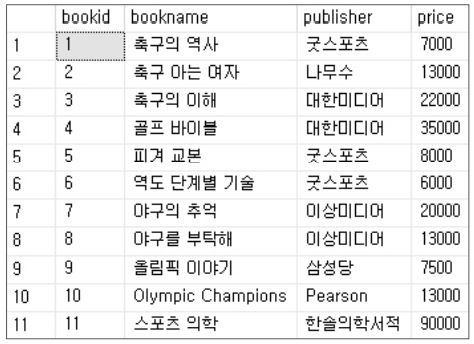 bookid bookname publisher price
1 1 축구의 역사 굿스포츠 7000
2 2 축구 아는 여자 나무수 13000
3 3 축구의 이해 대한미디어 22000
4 4 골프 바이블 대한미디어 35000
5 5 피겨 교본 굿스포츠 8000
6 6 역도 단계별 기술 굿스포츠 6000
7 7 야구의 추억 이상미디어 20000
8 8 야구를 부탁해 이상미디어 13000
9 9 올림픽 이야기 삼성당 7500
10 10 Olympic Champions Pearson 13000
11 11 스포츠 의학 한솔의학서적 90000